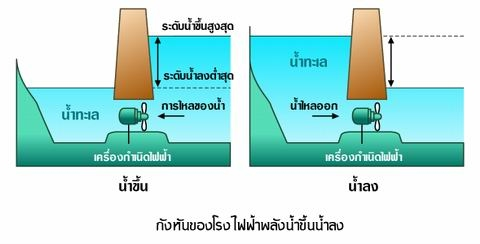 ระดับน้ำขึ้นสูงสุด
ระดับน้ำลงต่ำสุด
น้ำทะเล
การไหลของน้ำ
เครื่องกำเนิดไฟฟ้า
น้ำขึ้น
น้ำทะเล
น้ำไหลออก
เครื่องกำเนิดไฟฟ้า
น้ำลง
กังหันของโรงไฟฟ้าพลังน้ำขึ้นน้ำลง